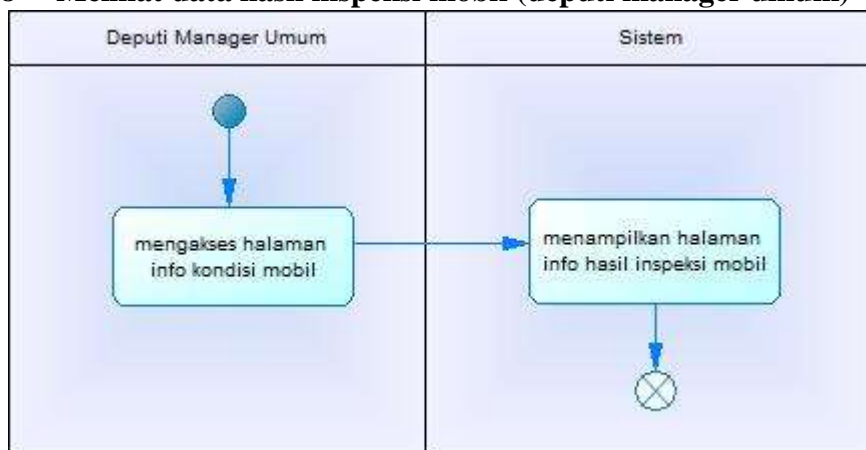 Melihat data hasil inspeksi mobil (deputi manager umum)
Deputi Manager Umum
Sistem
mengakses halaman
info kondisi mobil
menampilkan halaman
info hasil inspeksi mobil